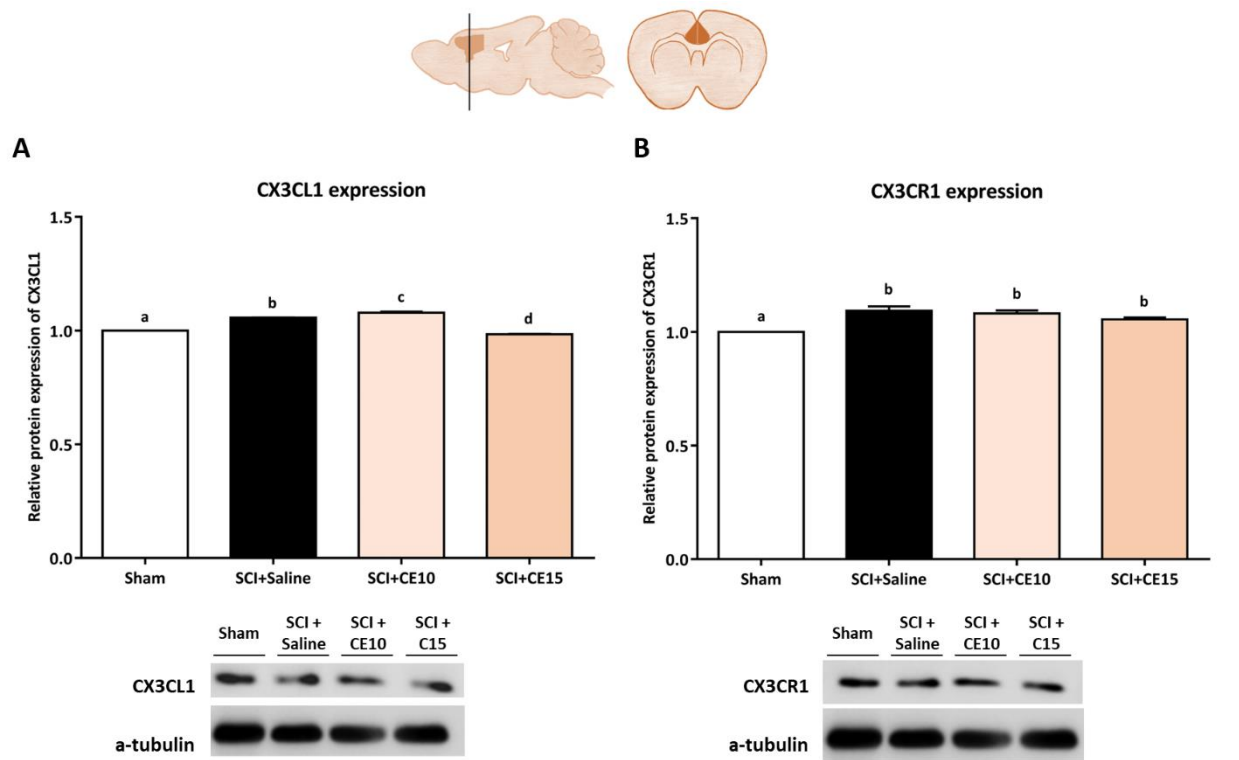 A
CX3CL1 expression
Relative protein expression of CX3CL1
1.5
1.0
0.5
0.0
a
b
c
d
Sham
SCI+Saline
SCI+CE10
SCI+CE15
Sham
SCI +
Saline
SCI +
CE10
SCI +
C15
CX3CL1
a-tubulin
B
CX3CR1 expression
Relative protein expression of CX3CR1
1.5
1.0
0.5
0.0
a
b
b
b
Sham
SCI+Saline
SCI+CE10
SCI+CE15
Sham
SCI +
Saline
SCI +
CE10
SCI +
C15
CX3CR1
a-tubulin